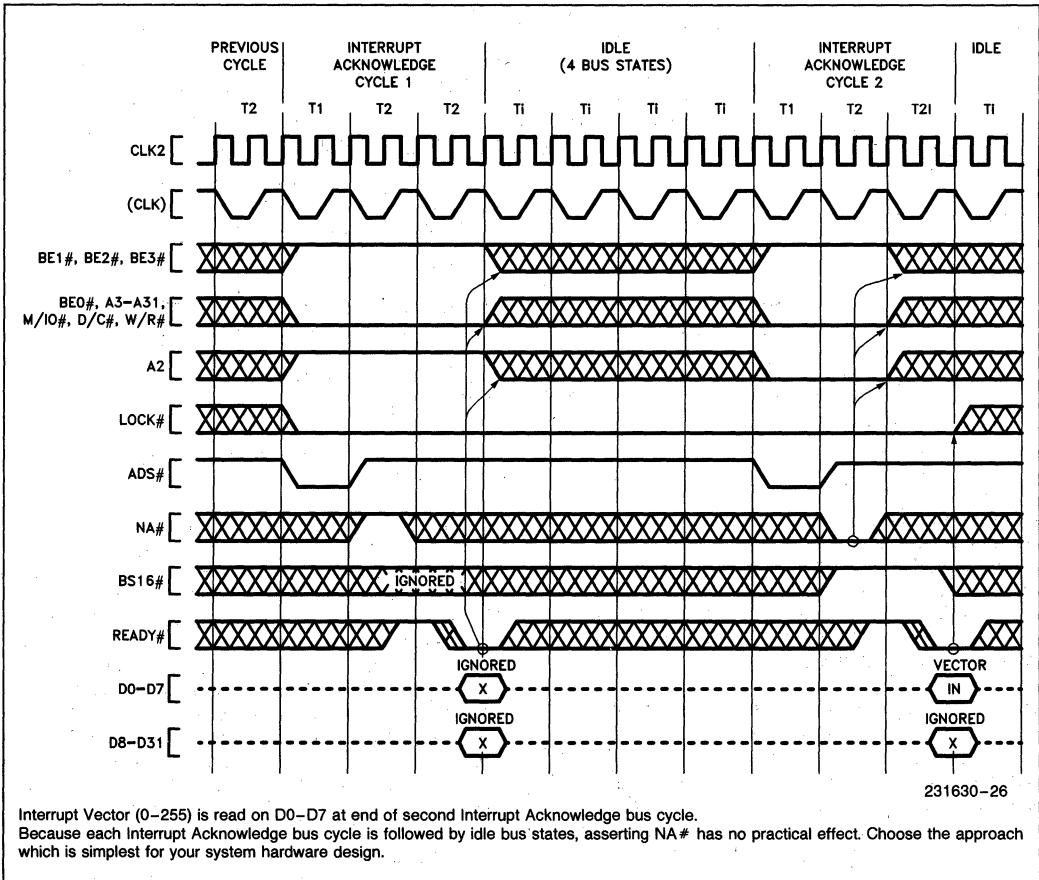 PREVIOUS CYCLE
INTERRUPT ACKNOWLEDGE CYCLE 1
IDLE (4 BUS STATES)
INTERRUPT ACKNOWLEDGE CYCLE 2
IDLE
T2 T1 T2 T2 Ti Ti Ti Ti T1 T2 T2I TI
CLK2
(CLK)
BE1#, BE2#, BE3#
BE0#, A3-A31,
M/IO#, D/C#, W/R#
A2
LOCK#
ADS#
NA#
BS16#
IGNORED
READY#
IGNORED VECTOR
D0-D7
X IN
IGNORED IGNORED
D8-D31
X X
231630-26
Interrupt Vector (0-255) is read on D0-D7 at end of second Interrupt Acknowledge bus cycle.
Because each Interrupt Acknowledge bus cycle is followed by idle bus states, asserting NA# has no practical effect. Choose the approach
which is simplest for your system hardware design.